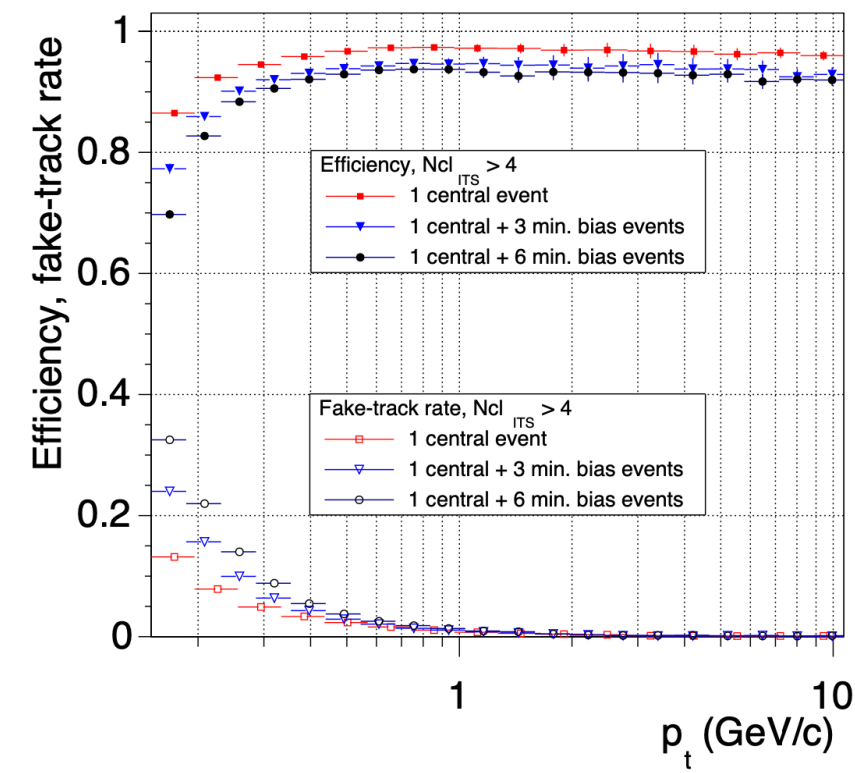 Efficiency, fake-track rate
1
0.8
0.6
0.4
0.2
0
Efficiency, Ncl ITS > 4
1 central event
1 central + 3 min. bias events
1 central + 6 min. bias events
Fake-track rate, Ncl ITS > 4
1 central event
1 central + 3 min. bias events
1 central + 6 min. bias events
1
10
pt (GeV/c)